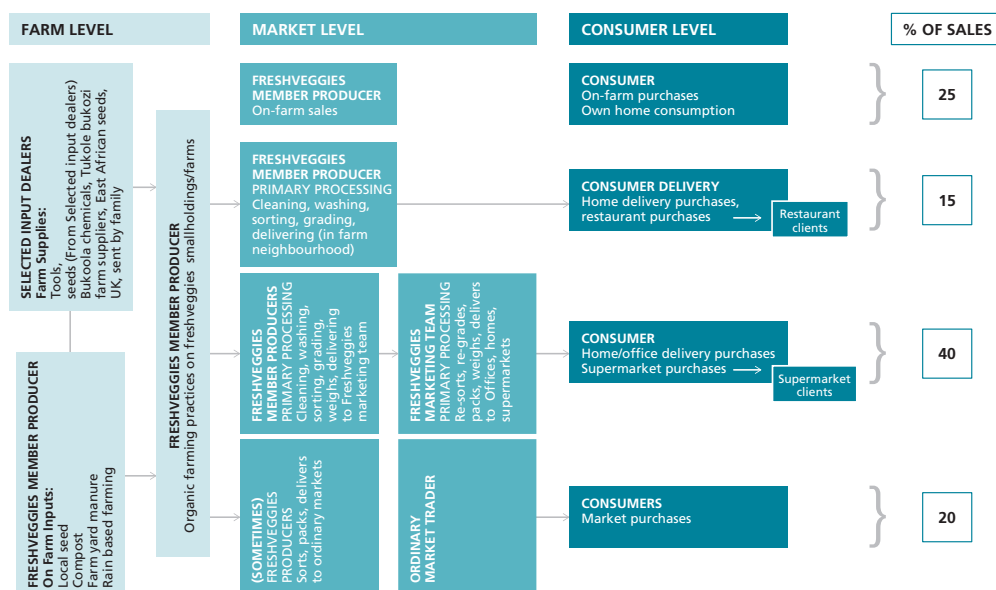 FARM LEVEL
MARKET LEVEL
CONSUMER LEVEL
% OF SALES
SELECTED INPUT DEALERS
Farm Supplies:
Tools,
seeds (From Selected input dealers)
Bukoola chemicals, Tukole bukozi
farm suppliers, East African seeds,
UK, sent by family
FRESHVEGGIES MEMBER PRODUCER
On Farm Inputs:
Local seed
Compost
Farm yard manure
Rain based farming
FRESHVEGGIES MEMBER PRODUCER
Organic farming practices on freshveggies smallholdings/farms
FRESHVEGGIES
MEMBER PRODUCER
On-farm sales
CONSUMER
On-farm purchases
Own home consumption
25
FRESHVEGGIES
MEMBER PRODUCER
PRIMARY PROCESSING
Cleaning, washing,
sorting, grading,
delivering (in farm
neighbourhood)
CONSUMER DELIVERY
Home delivery purchases,
restaurant purchases
Restaurant
clients
15
FRESHVEGGIES
MEMBER PRODUCERS
PRIMARY PROCESSING
Cleaning, washing,
sorting, grading,
weighs, delivering
to Freshveggies
marketing team
FRESHVEGGIES
MARKETING TEAM
PRIMARY PROCESSING
Re-sorts, re-grades,
packs, weighs, delivers
to Offices, homes,
supermarkets
CONSUMER
Home/office delivery purchases
Supermarket purchases
Supermarket
clients
40
(SOMETIMES)
FRESHVEGGIES
PRODUCERS
Sorts, packs, delivers
to ordinary markets
ORDINARY
MARKET TRADER
CONSUMERS
Market purchases
20